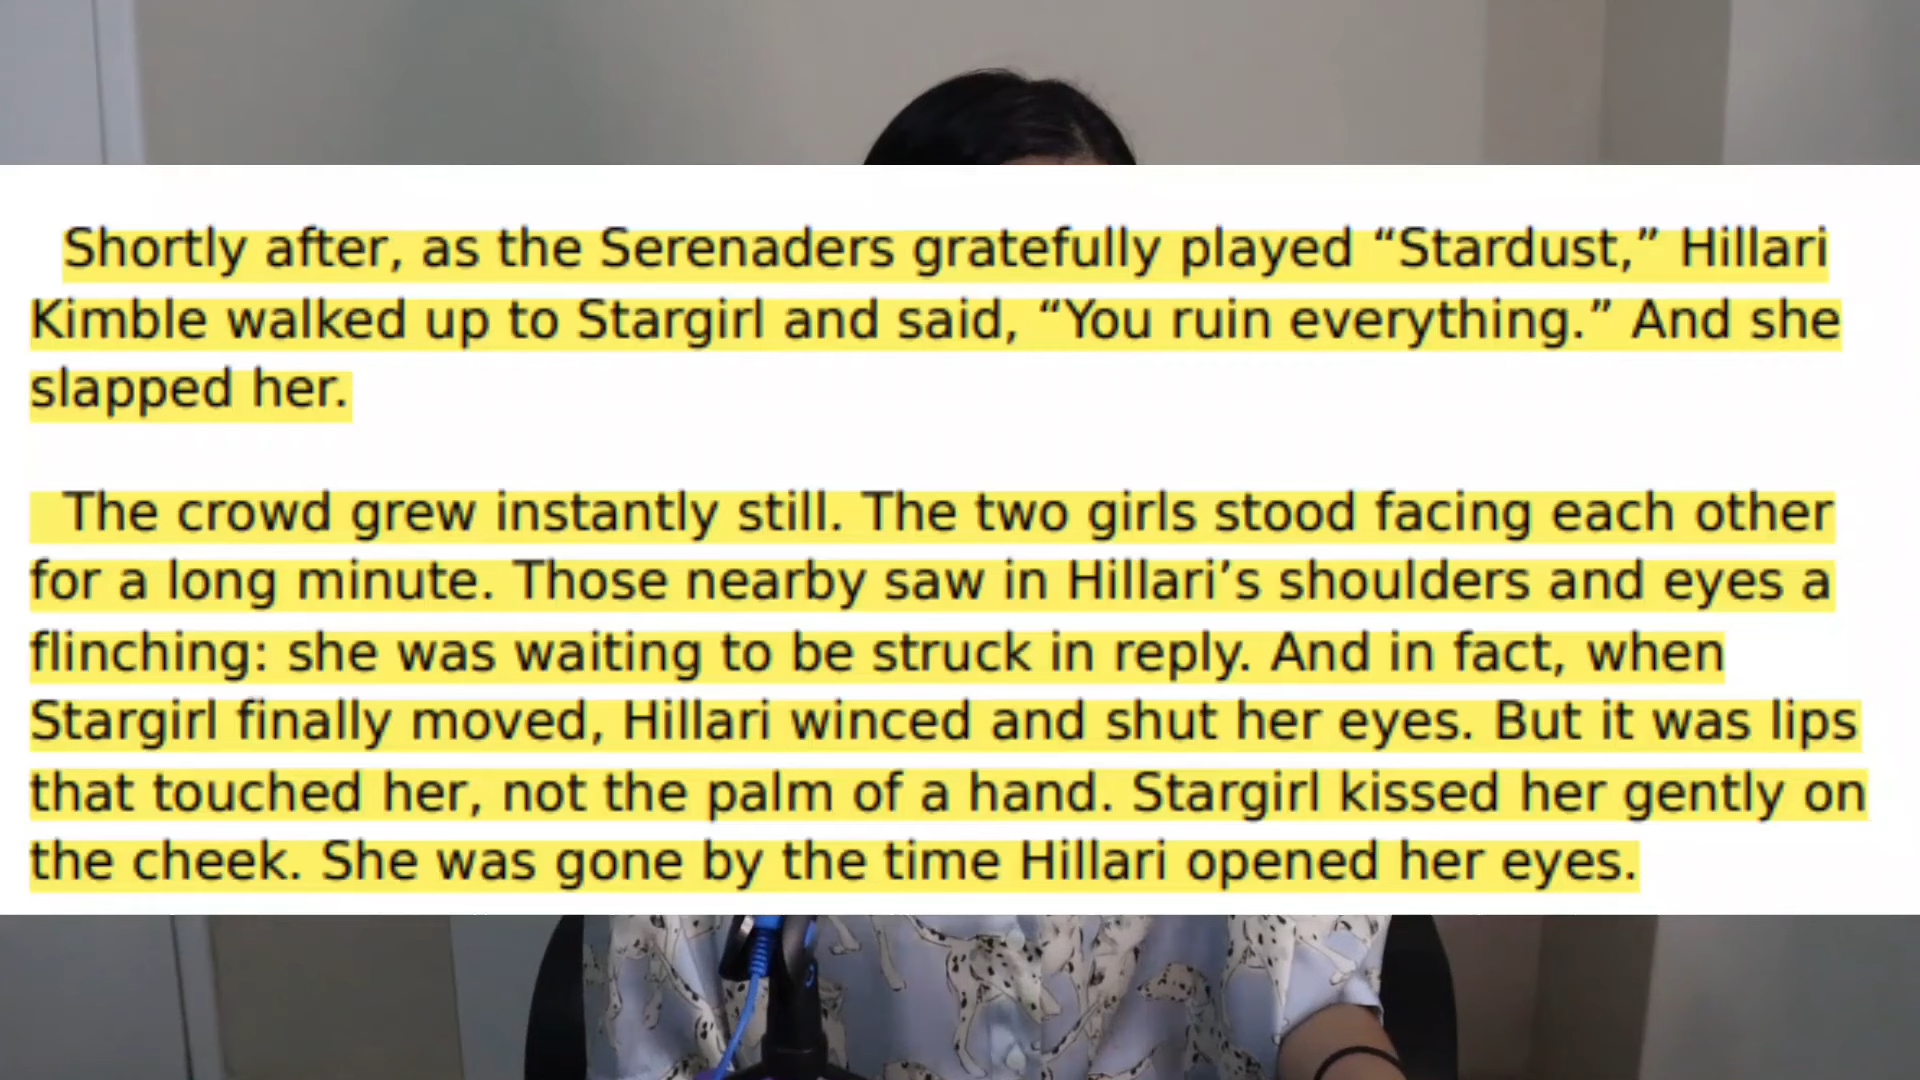 Shortly after, as the Serenaders gratefully played “Stardust,” Hillari
Kimble walked up to Stargirl and said, “You ruin everything.” And she
slapped her.
The crowd grew instantly still. The two girls stood facing each other
for a long minute. Those nearby saw in Hillari’s shoulders and eyes a
flinching: she was waiting to be struck in reply. And in fact, when
Stargirl finally moved, Hillari winced and shut her eyes. But it was lips
that touched her, not the palm of a hand. Stargirl kissed her gently on
the cheek. She was gone by the time Hillari opened her eyes.